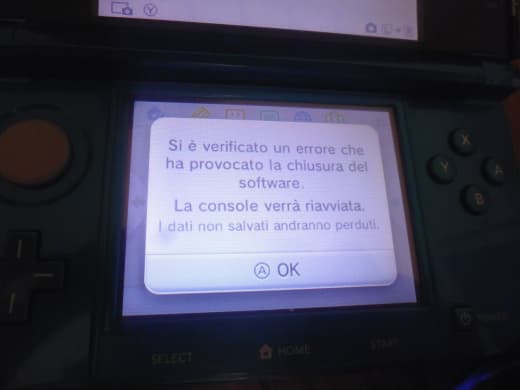 Y
Si è verificato un errore che
ha provocato la chiusura del
software.
La console verrà riavviata.
I dati non salvati andranno perduti.
A OK
X
Y
A
B
POWER
SELECT
HOME
START